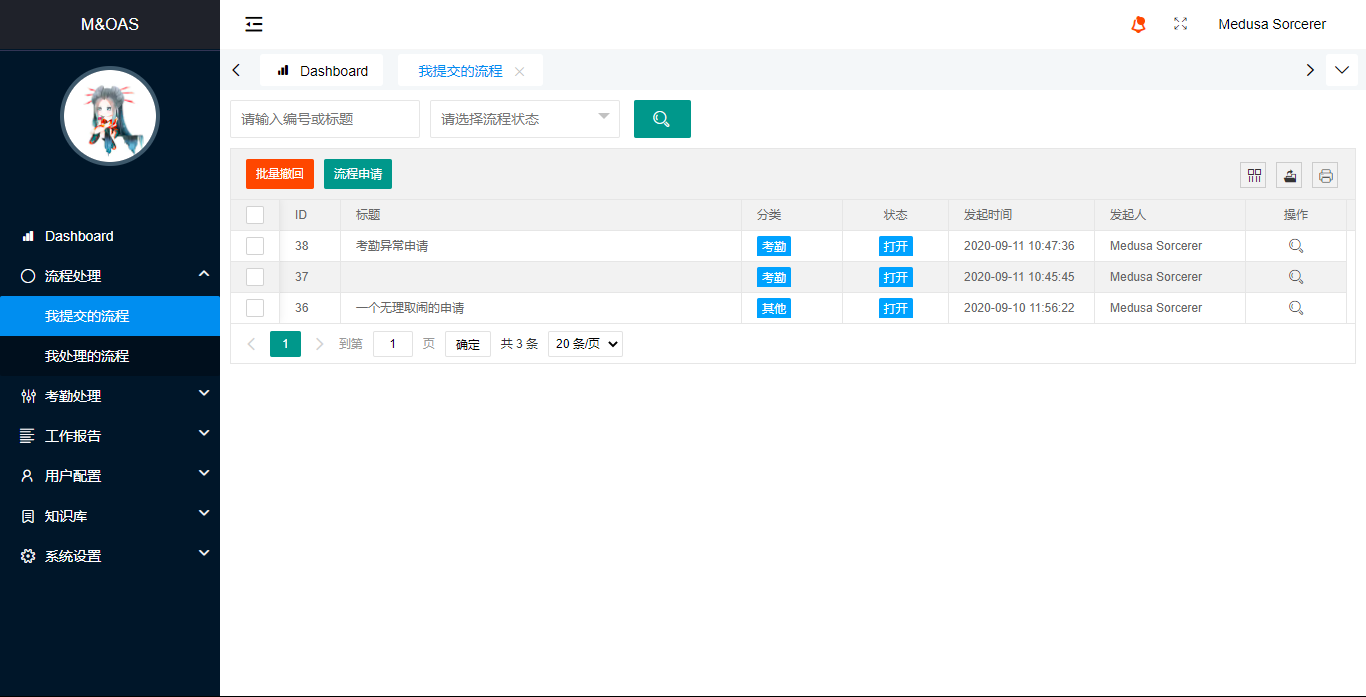 M&OAS
Medusa Sorcerer
Dashboard
我提交的流程
请输入编号或标题
请选择流程状态
批量撤回
流程申请
ID 标题 分类 状态 发起时间 发起人 操作
38 考勤异常申请 考勤 打开 2020-09-11 10:47:36 Medusa Sorcerer
37 考勤 打开 2020-09-11 10:45:45 Medusa Sorcerer
36 一个无理取闹的申请 其他 打开 2020-09-10 11:56:22 Medusa Sorcerer
1 到第 1 页 确定 共 3 条 20 条/页
Dashboard
流程处理
我提交的流程
我处理的流程
考勤处理
工作报告
用户配置
知识库
系统设置